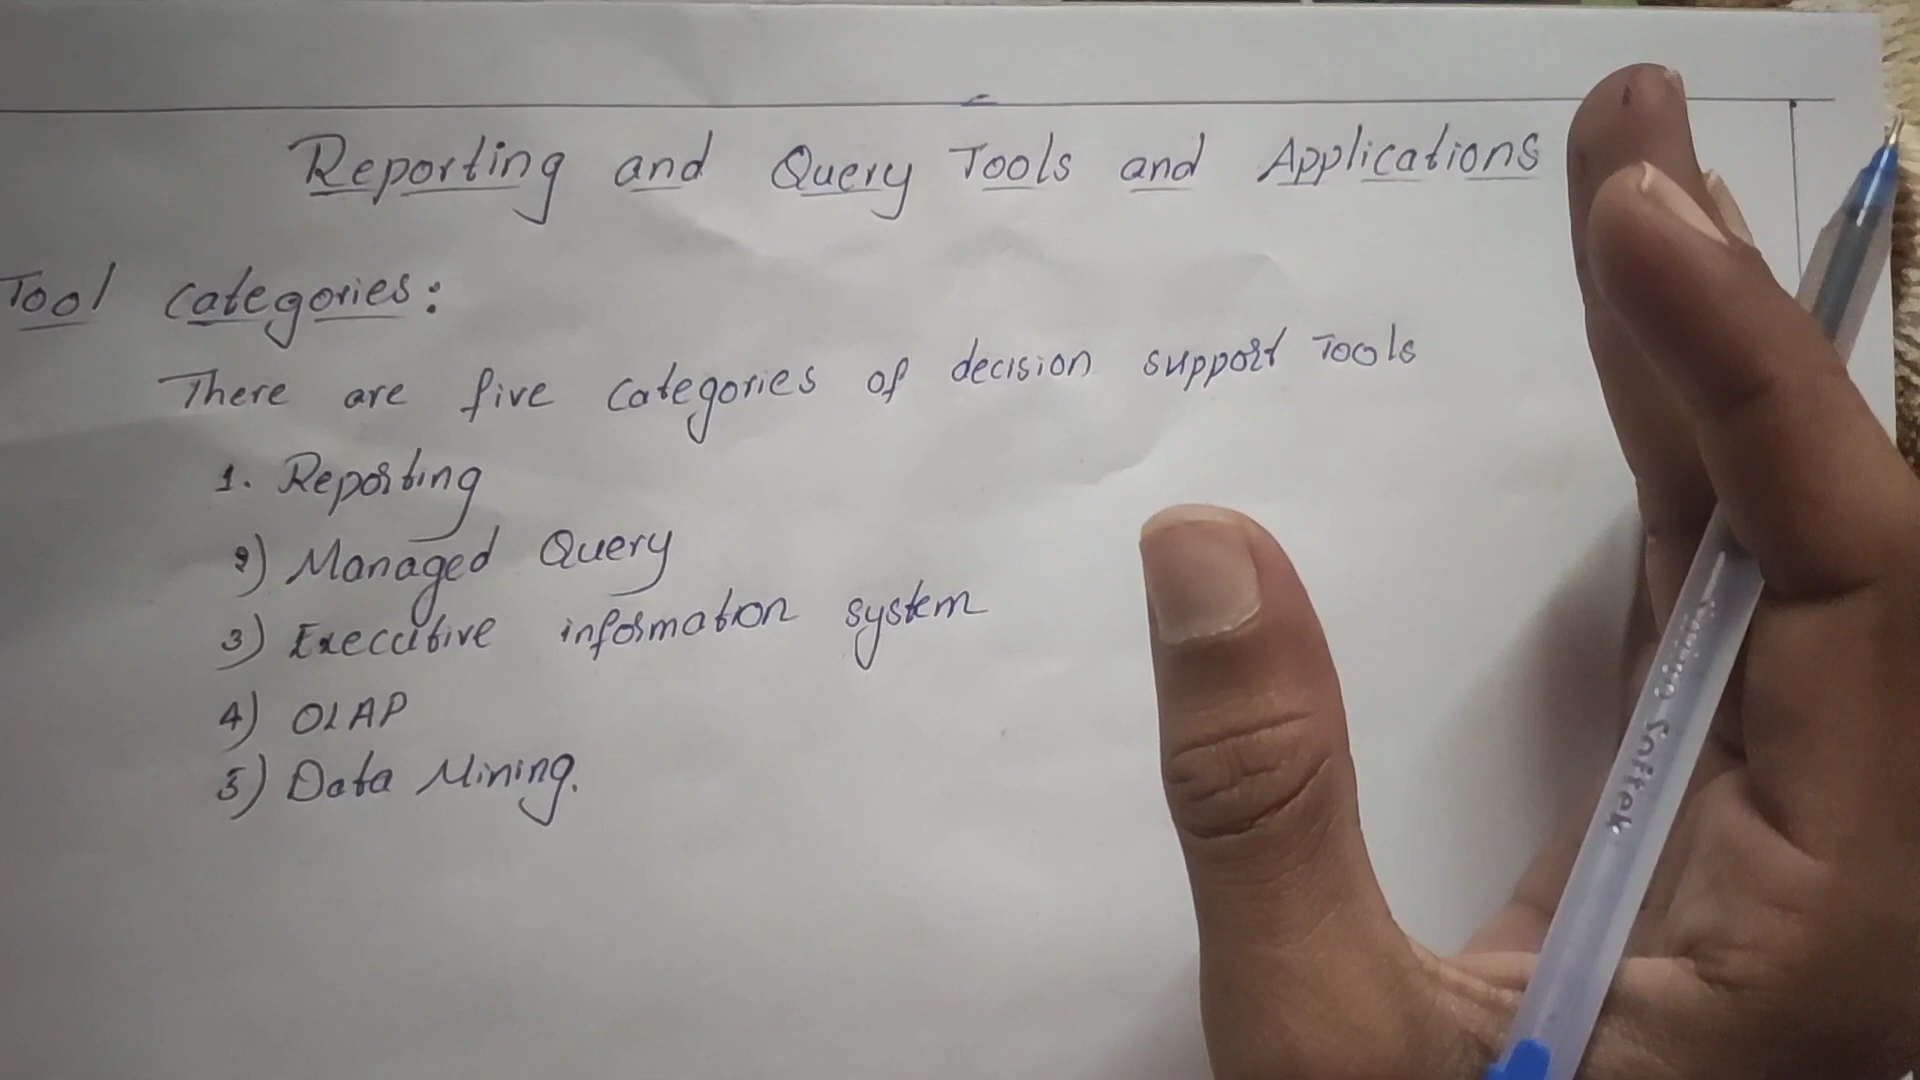 Reporting and Query Tools and Applications
Tool Categories:
There are five Categories of decision support Tools
1. Reporting
2) Managed Query
3) Executive information system
4) OLAP
5) Data Mining.